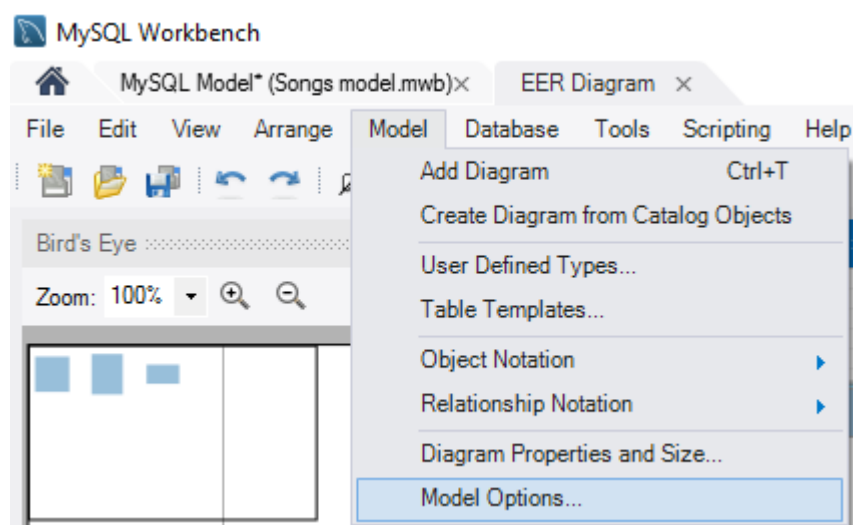 MySQL Workbench
MySQL Model* (Songs model.mwb)× EER Diagram ×
File Edit View Arrange Model Database Tools Scripting Help
Add Diagram Ctrl+T
Create Diagram from Catalog Objects
Bird's Eye
User Defined Types...
Zoom: 100%
Table Templates...
Object Notation
Relationship Notation
Diagram Properties and Size...
Model Options...